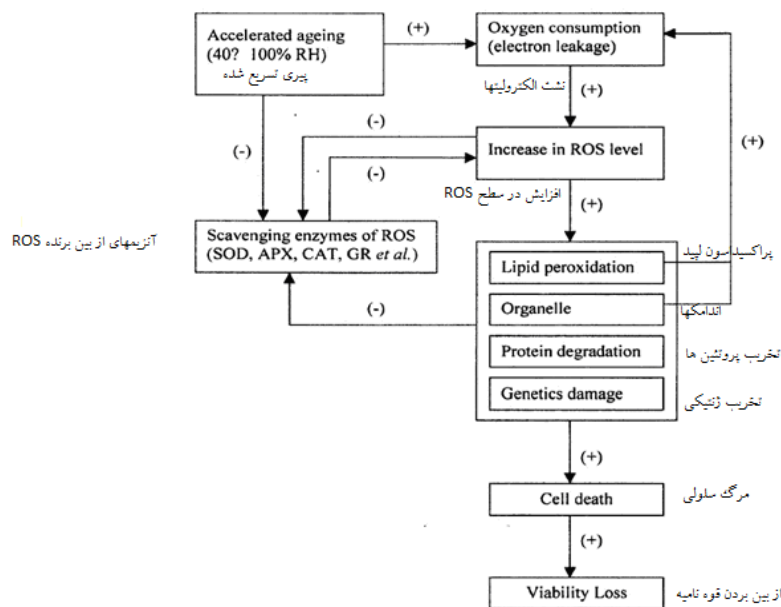 Accelerated ageing
(40? 100% RH)
پیری تسریع شده
(+)
Oxygen consumption
(electron leakage)
نشت الکترولیتها
(+)
(-)
(-)
(-)
(+)
Increase in ROS level
افزایش در سطح ROS
(+)
آنزیمهای از بین برنده ROS
Scavenging enzymes of ROS
(SOD, APX, CAT, GR et al.)
(-)
Lipid peroxidation
پراکسیداسون لپید
Organelle
اندامکها
Protein degradation
تخریب پروتئین ها
Genetics damage
تخریب ژنتیکی
(+)
Cell death
مرگ سلولی
(+)
Viability Loss
از بین بردن قوه نامیه